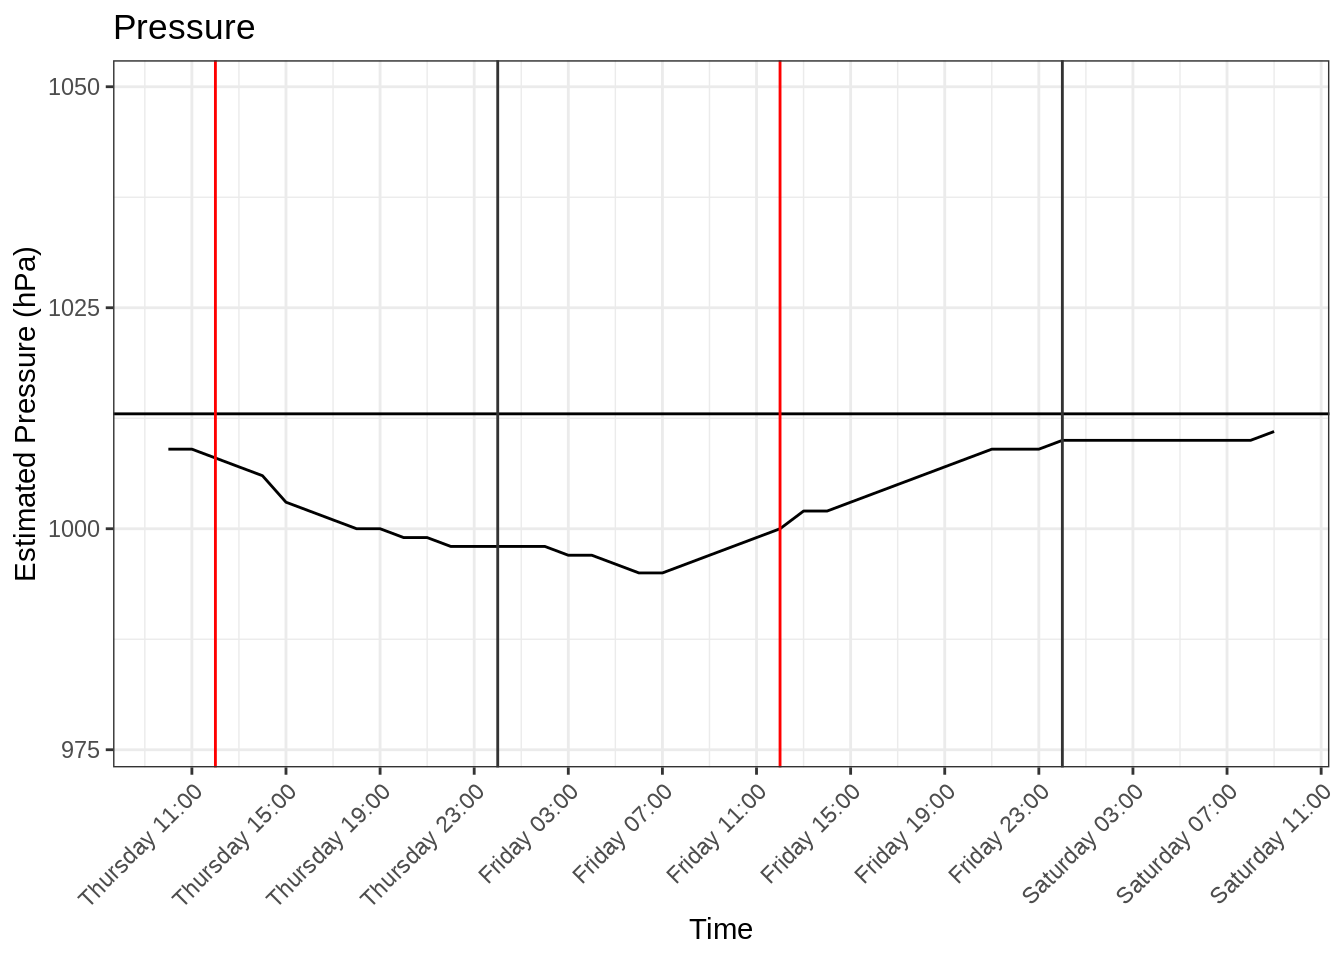 Pressure
Estimated Pressure (hPa)
1050
1025
1000
975
Thursday 11:00
Thursday 15:00
Thursday 19:00
Thursday 23:00
Friday 03:00
Friday 07:00
Friday 11:00
Friday 15:00
Friday 19:00
Friday 23:00
Saturday 03:00
Saturday 07:00
Saturday 11:00
Time